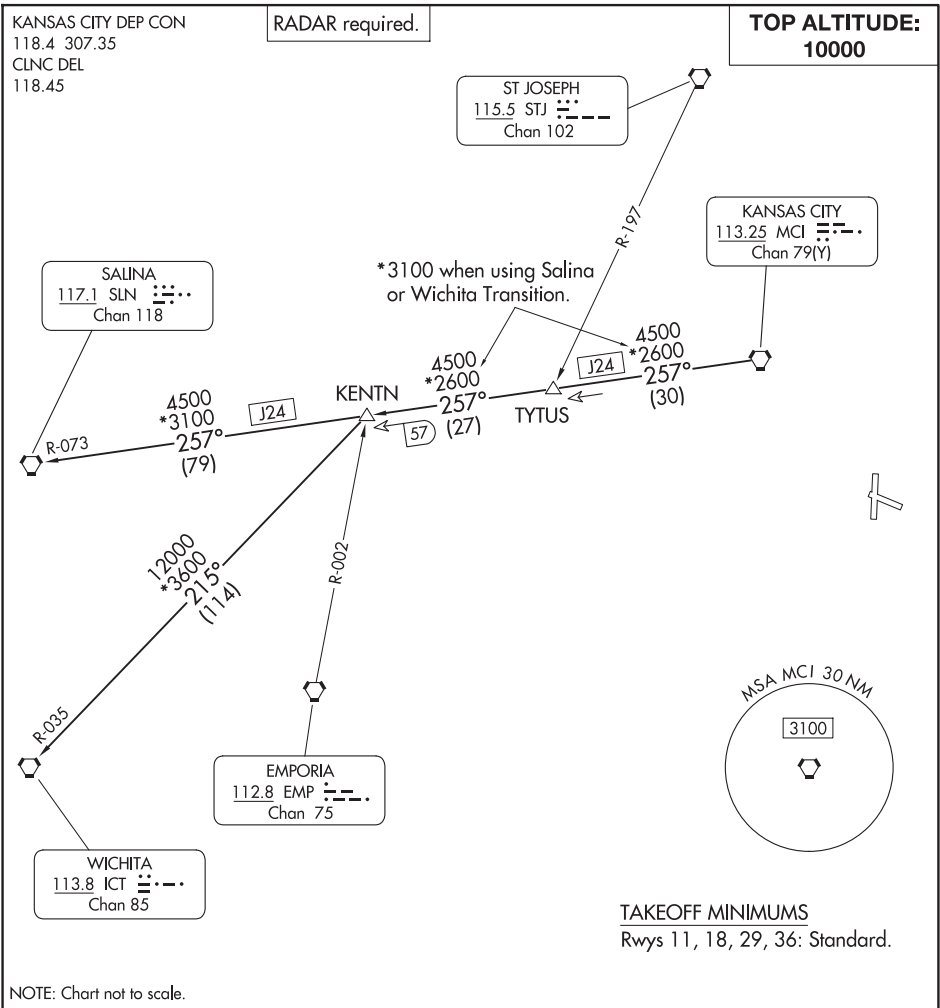 KANSAS CITY DEP CON
118.4 307.35
CLNC DEL
118.45
RADAR required.
TOP ALTITUDE:
10000
ST JOSEPH
115.5 STJ
Chan 102
R-197
KANSAS CITY
113.25 MCI
Chan 79(Y)
SALINA
117.1 SLN
Chan 118
*3100 when using Salina
or Wichita Transition.
4500
*2600
J24
257°
(30)
TYTUS
4500
*2600
257°
(27)
57
KENTN
4500
*3100
J24
257°
(79)
R-073
12000
*3600
215°
(114)
R-035
R-002
EMPORIA
112.8 EMP
Chan 75
WICHITA
113.8 ICT
Chan 85
MSA MCI 30 NM
3100
TAKEOFF MINIMUMS
Rwys 11, 18, 29, 36: Standard.
NOTE: Chart not to scale.